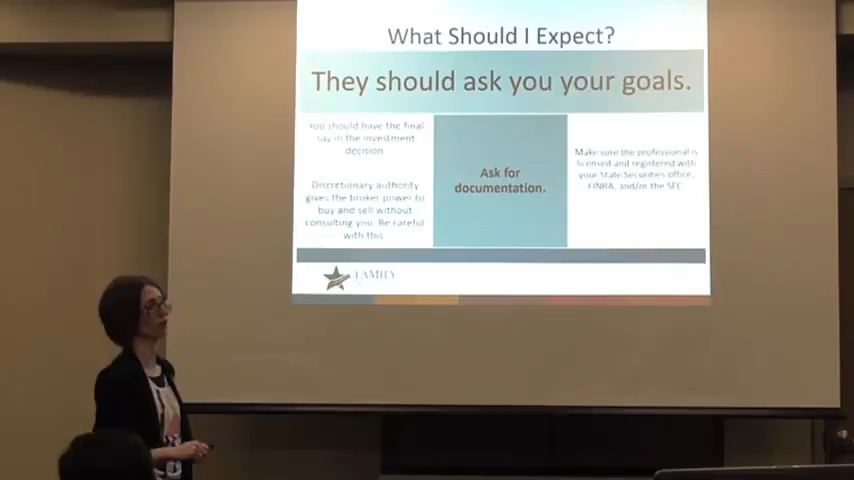 What Should I Expect?
They should ask you your goals.
You should have the final
say in the investment
decision
Discretionary authority
gives the broker power to
buy and sell without
consulting you. Be careful
with this.
Ask for
documentation.
Make sure the professional is
licensed and registered with
your State Securities office,
FINRA, and/or the SEC.
FAMILY